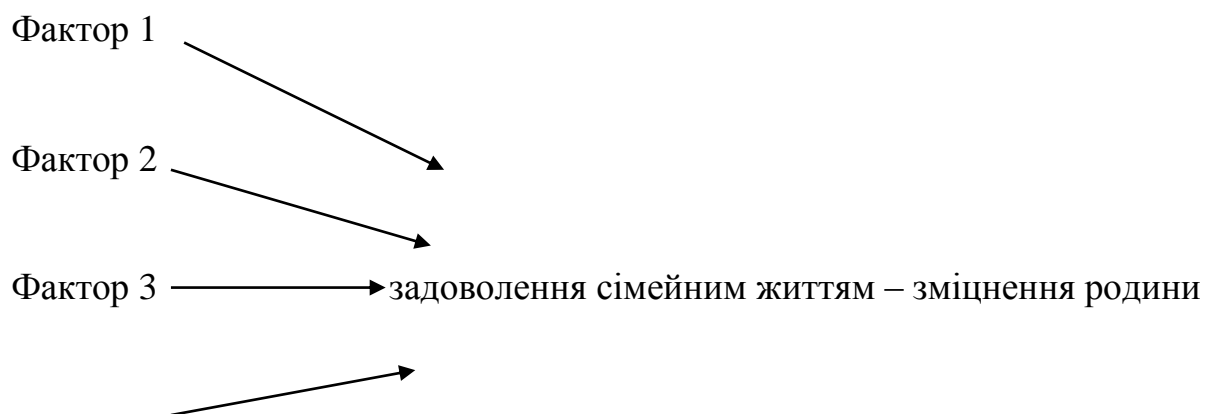 Фактор 1
Фактор 2
Фактор 3 задоволення сімейним життям – зміцнення родини